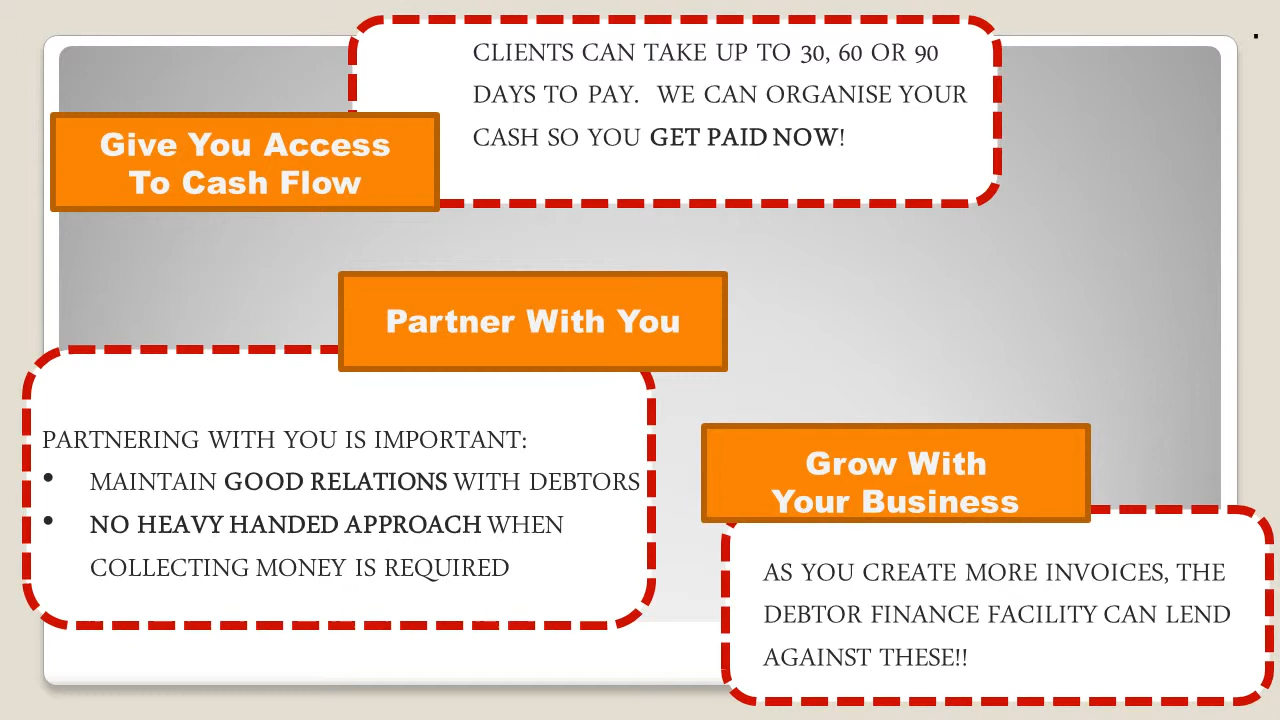 CLIENTS CAN TAKE UP TO 30, 60 OR 90
DAYS TO PAY.  WE CAN ORGANISE YOUR
CASH SO YOU GET PAID NOW!
Give You Access
To Cash Flow
Partner With You
PARTNERING WITH YOU IS IMPORTANT:
• MAINTAIN GOOD RELATIONS WITH DEBTORS
• NO HEAVY HANDED APPROACH WHEN
COLLECTING MONEY IS REQUIRED
Grow With
Your Business
AS YOU CREATE MORE INVOICES, THE
DEBTOR FINANCE FACILITY CAN LEND
AGAINST THESE!!